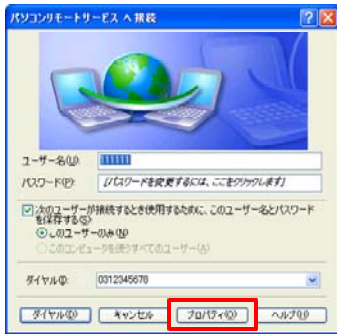 パソコンリモートサービス へ接続
ユーザー名(U):
111111
パスワード(P):
[パスワードを変更するには、ここをクリックします]
次のユーザーが接続するとき使用するために、このユーザー名とパスワード
を保存する(S)
このユーザーのみ(N)
このコンピュータを使うすべてのユーザー(A)
ダイヤル(I):
0312345678
ダイヤル(D) キャンセル プロパティ(O) ヘルプ(H)